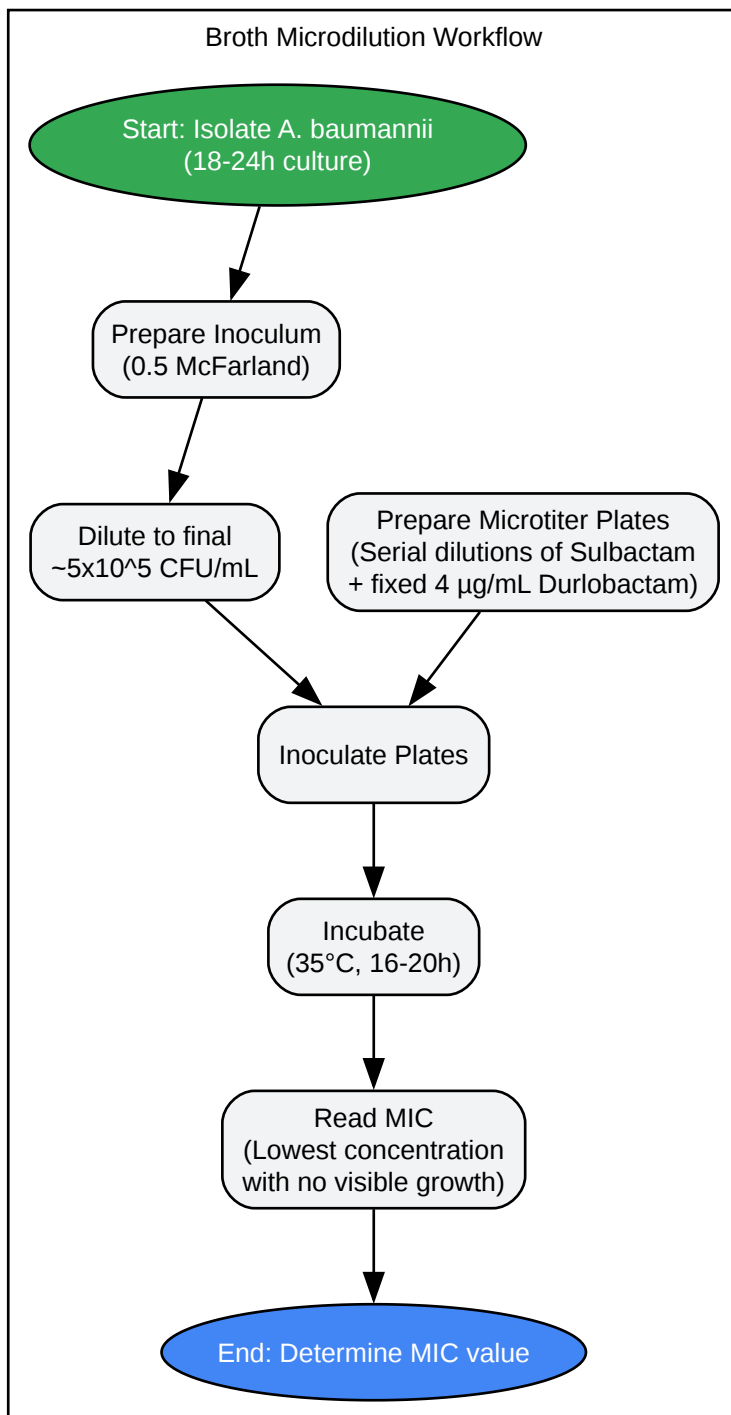 Broth Microdilution Workflow
Start: Isolate A. baumannii
(18-24h culture)
Prepare Inoculum
(0.5 McFarland)
Dilute to final
~5x10^5 CFU/mL
Prepare Microtiter Plates
(Serial dilutions of Sulbactam
+ fixed 4 µg/mL Durlobactam)
Inoculate Plates
Incubate
(35°C, 16-20h)
Read MIC
(Lowest concentration
with no visible growth)
End: Determine MIC value